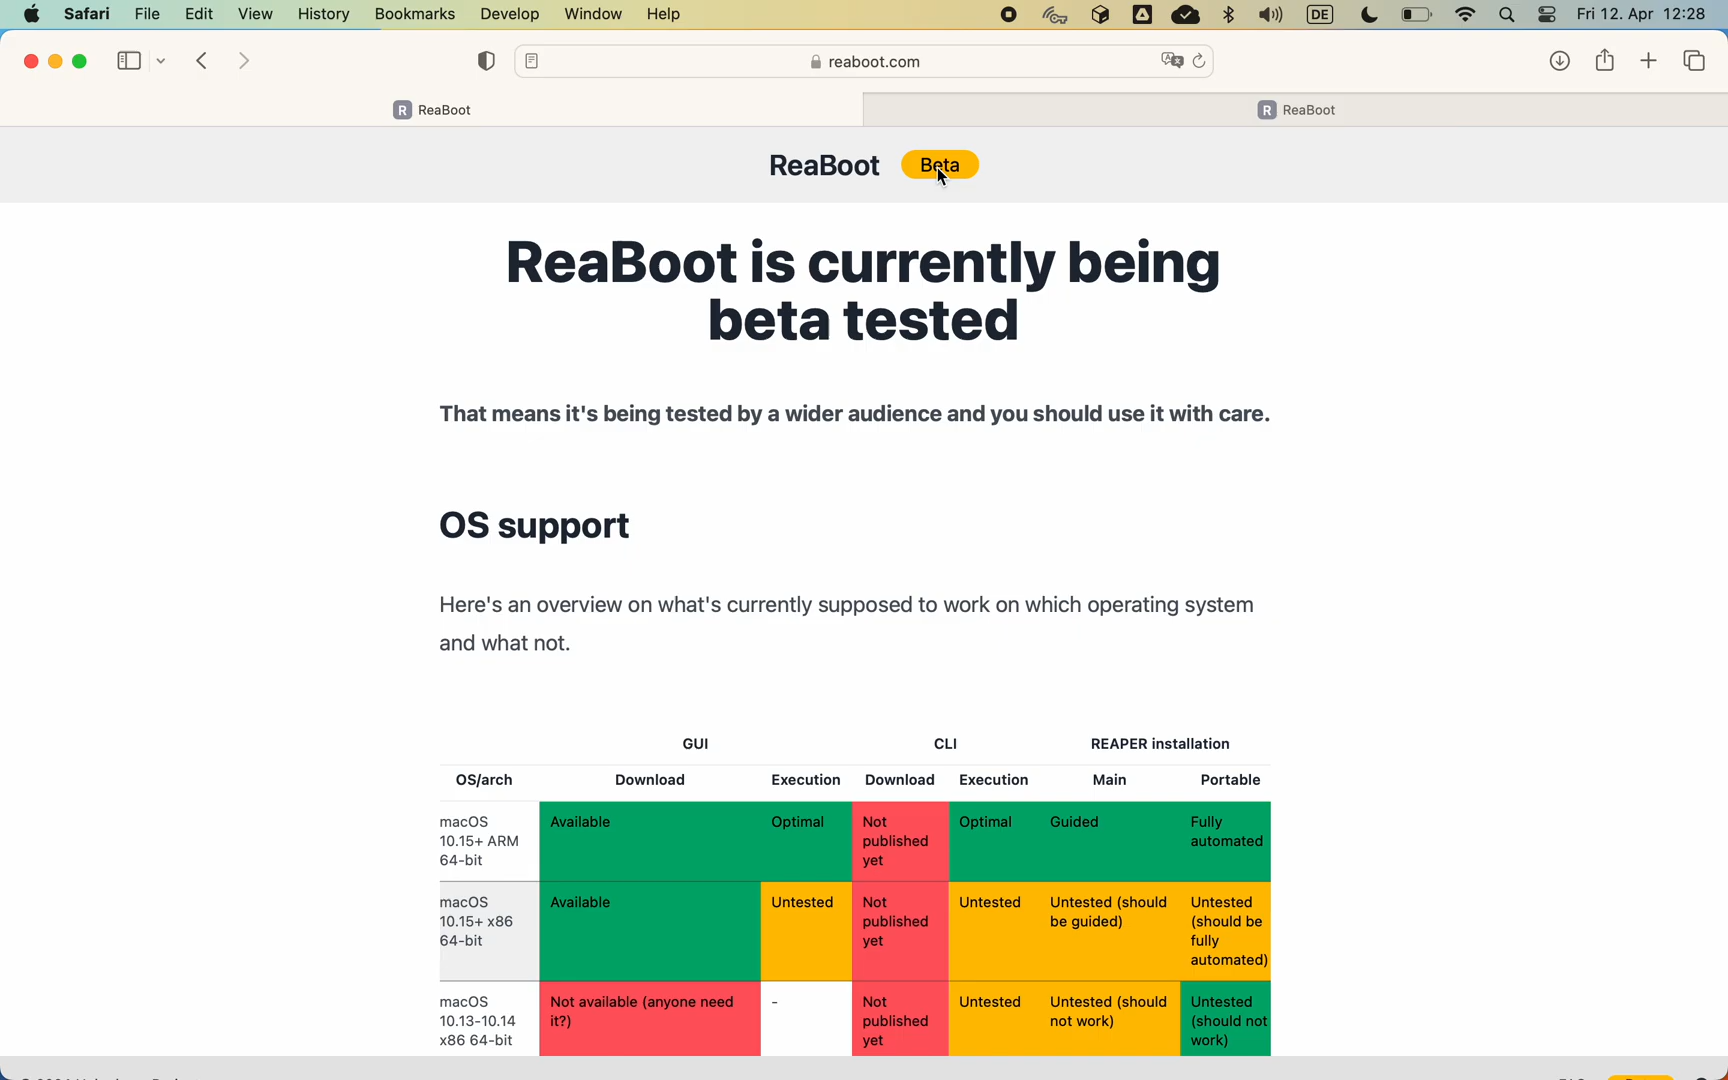 Safari File Edit View History Bookmarks Develop Window Help DE Fri 12. Apr 12:28
reaboot.com
R ReaBoot R ReaBoot
ReaBoot Beta
ReaBoot is currently being
beta tested
That means it's being tested by a wider audience and you should use it with care.
OS support
Here's an overview on what's currently supposed to work on which operating system
and what not.
GUI CLI REAPER installation
OS/arch Download Execution Download Execution Main Portable
macOS
10.15+ ARM
64-bit
Available
Optimal
Not
published
yet
Optimal
Guided
Fully
automated
macOS
10.15+ x86
64-bit
Available
Untested
Not
published
yet
Untested
Untested (should
be guided)
Untested
(should be
fully
automated)
macOS
10.13-10.14
x86 64-bit
Not available (anyone need
it?)
-
Not
published
yet
Untested
Untested (should
not work)
Untested
(should not
work)